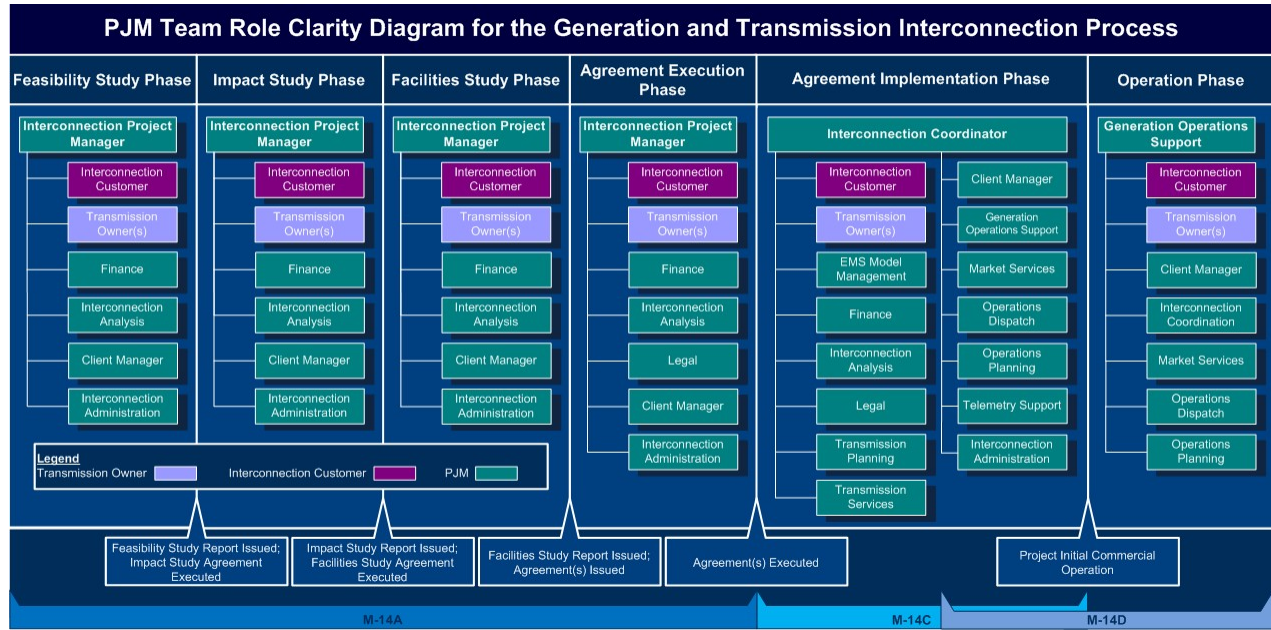 PJM Team Role Clarity Diagram for the Generation and Transmission Interconnection Process
Feasibility Study Phase
Impact Study Phase
Facilities Study Phase
Agreement Execution
Phase
Agreement Implementation Phase
Operation Phase
Interconnection Project
Manager
Interconnection
Customer
Transmission
Owner(s)
Finance
Interconnection
Analysis
Client Manager
Interconnection
Administration
Interconnection Project
Manager
Interconnection
Customer
Transmission
Owner(s)
Finance
Interconnection
Analysis
Client Manager
Interconnection
Administration
Interconnection Project
Manager
Interconnection
Customer
Transmission
Owner(s)
Finance
Interconnection
Analysis
Client Manager
Interconnection
Administration
Interconnection Project
Manager
Interconnection
Customer
Transmission
Owner(s)
Finance
Interconnection
Analysis
Legal
Client Manager
Interconnection
Administration
Interconnection Coordinator
Interconnection
Customer
Transmission
Owner(s)
EMS Model
Management
Finance
Interconnection
Analysis
Legal
Transmission
Planning
Transmission
Services
Client Manager
Generation
Operations Support
Market Services
Operations
Dispatch
Operations
Planning
Telemetry Support
Interconnection
Administration
Generation Operations
Support
Interconnection
Customer
Transmission
Owner(s)
Client Manager
Interconnection
Coordination
Market Services
Operations
Dispatch
Operations
Planning
Legend
Transmission Owner
Interconnection Customer
PJM
Feasibility Study Report Issued;
Impact Study Agreement
Executed
Impact Study Report Issued;
Facilities Study Agreement
Executed
Facilities Study Report Issued;
Agreement(s) Issued
Agreement(s) Executed
Project Initial Commercial
Operation
M-14A
M-14C
M-14D